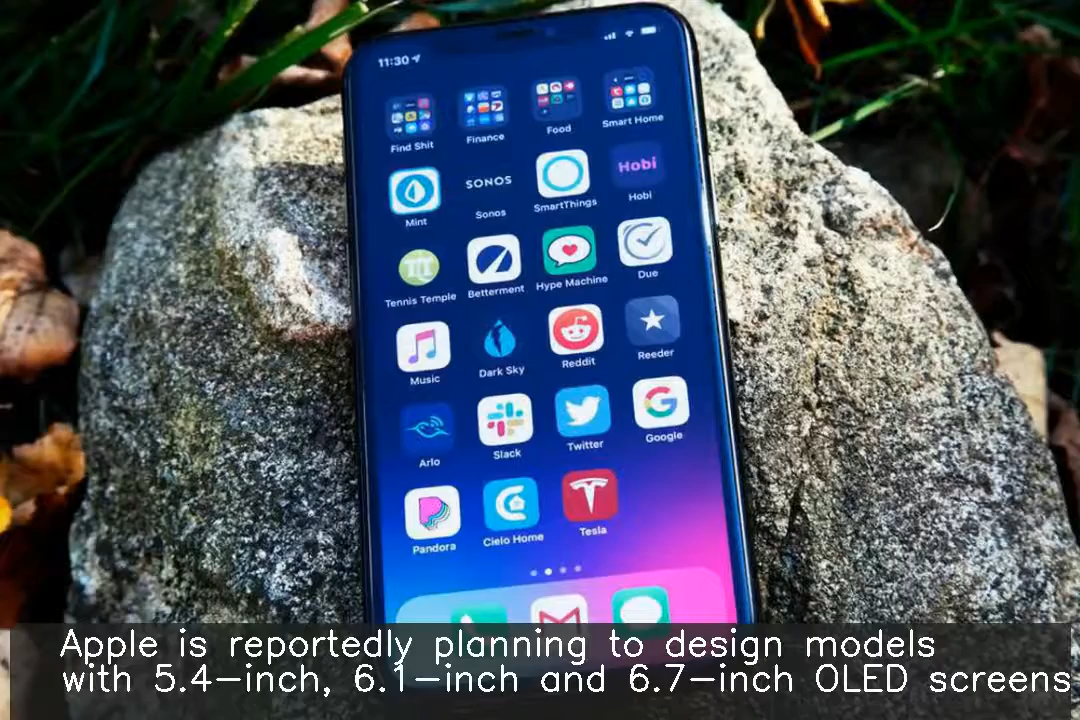 11:30
Find Shit Finance Food Smart Home
SONOS Hobi
Mint Sonos SmartThings Hobi
Tennis Temple Betterment Hype Machine Due
Music Dark Sky Reddit Reeder
Arlo Slack Twitter Google
Pandora Cielo Home Tesla
Apple is reportedly planning to design models
with 5.4-inch, 6.1-inch and 6.7-inch OLED screens